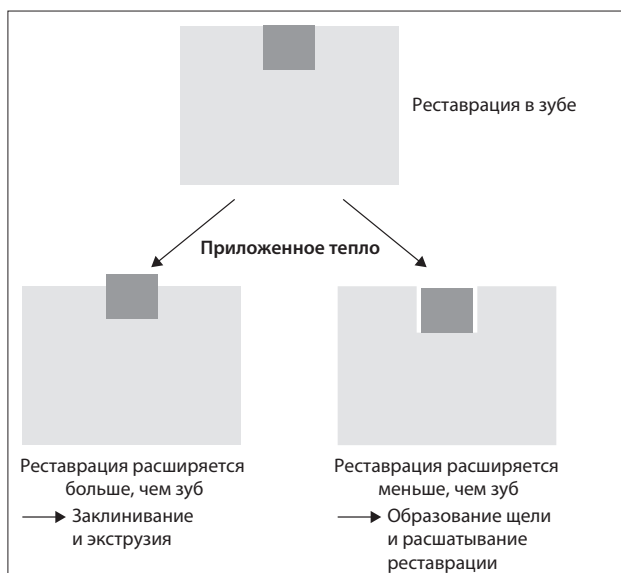 Реставрация в зубе
Приложенное тепло
Реставрация расширяется
больше, чем зуб
Заклинивание
и экструзия
Реставрация расширяется
меньше, чем зуб
Образование щели
и расшатывание
реставрации